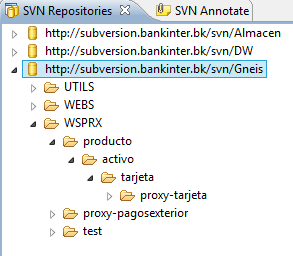 SVN Repositories
SVN Annotate
http://subversion.bankinter.bk/svn/Almacen
http://subversion.bankinter.bk/svn/DW
http://subversion.bankinter.bk/svn/Gneis
UTILS
WEBS
WSPRX
producto
activo
tarjeta
proxy-tarjeta
proxy-pagosexterior
test